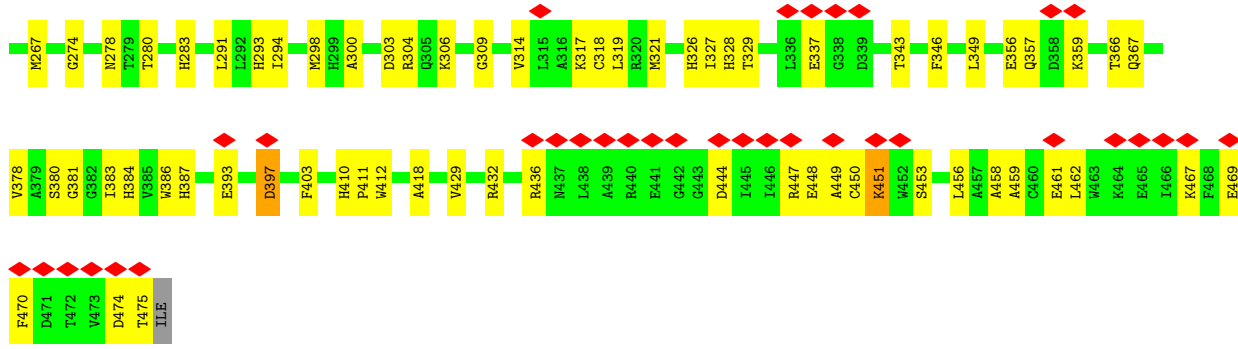 M267 G274 N278 T279 T280 H283 L291 L292 H293 I294 M298 H299 A300 D303 R304 Q305 K306 G309 V314 L315 A316 K317 C318 L319 R320 M321 H326 I327 H328 T329 L336 E337 G338 D339 T343 F346 L349 E356 Q357 D358 K359 T366 Q367
V378 A379 S380 G381 G382 I383 H384 V385 W386 H387 E393 D397 F403 H410 P411 W412 A418 V429 R432 R436 N437 L438 A439 R440 E441 G442 G443 D444 I445 I446 R447 E448 A449 C450 K451 W452 S453 L456 A457 A458 A459 C460 E461 L462 W463 K464 E465 I466 K467 F468 E469
F470 D471 T472 V473 D474 T475 ILE